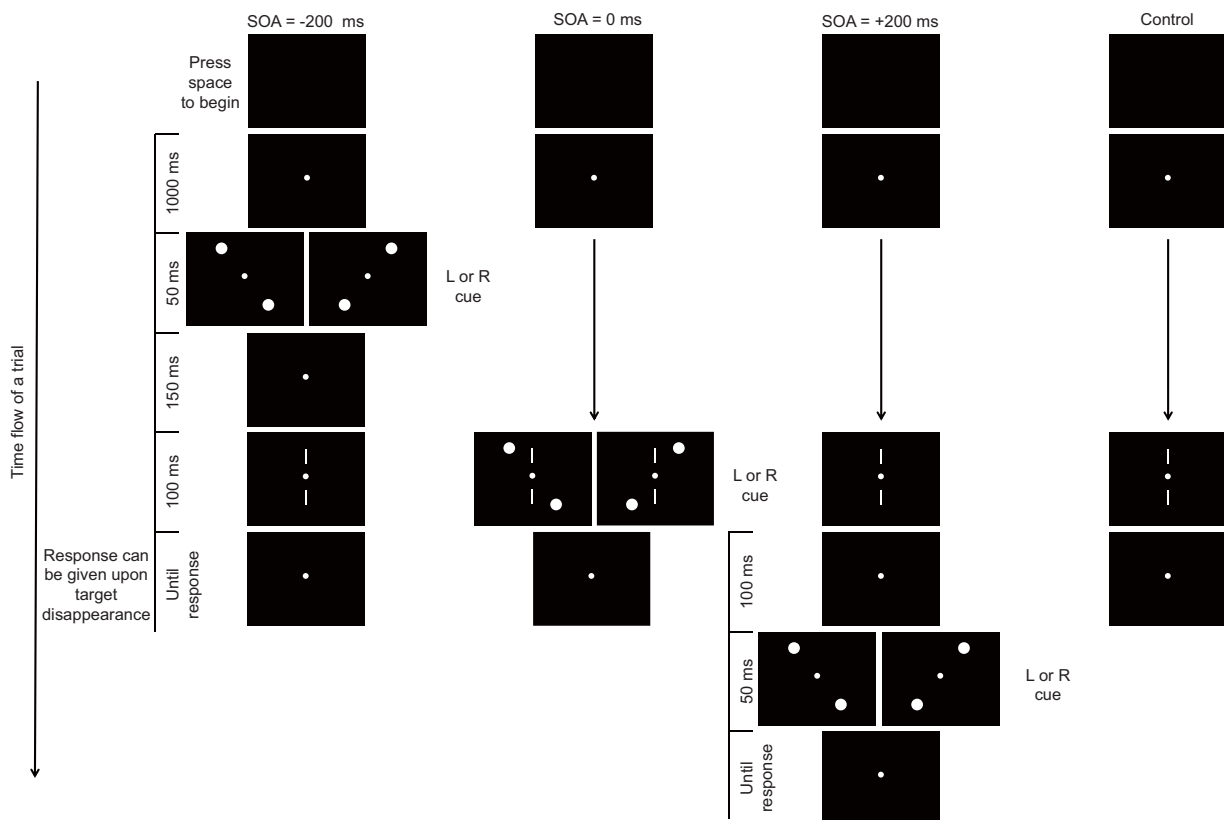 SOA = -200 ms
SOA = 0 ms
SOA = +200 ms
Control
Press
space
to begin
1000 ms
50 ms
L or R
cue
150 ms
Time flow of a trial
100 ms
L or R
cue
Response can
be given upon
target
disappearance
Until
response
100 ms
50 ms
L or R
cue
Until
response